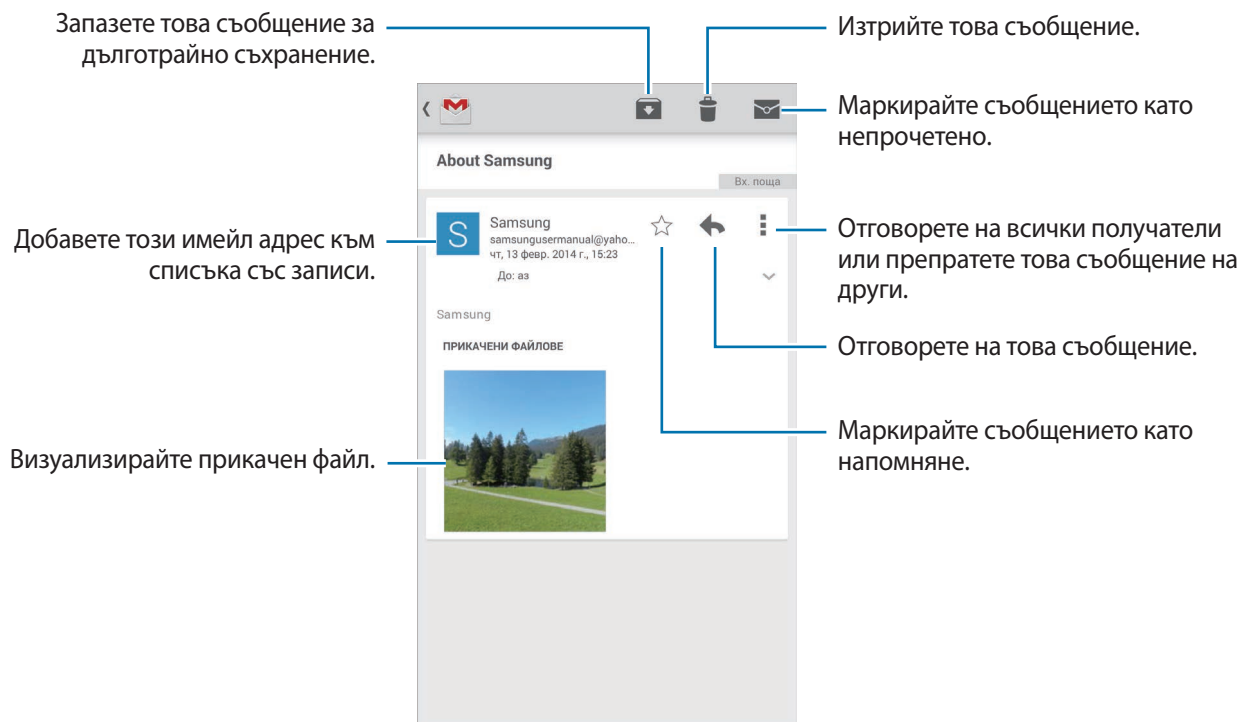 Запазете това съобщение за
дълготрайно съхранение.
Изтрийте това съобщение.
Маркирайте съобщението като
непрочетено.
About Samsung
Вх. поща
Добавете този имейл адрес към
списъка със записи.
S
Samsung
samsungusermanual@yaho...
чт, 13 февр. 2014 г., 15:23
До: аз
Отговорете на всички получатели
или препратете това съобщение на
други.
Samsung
ПРИКАЧЕНИ ФАЙЛОВЕ
Отговорете на това съобщение.
Маркирайте съобщението като
напомняне.
Визуализирайте прикачен файл.